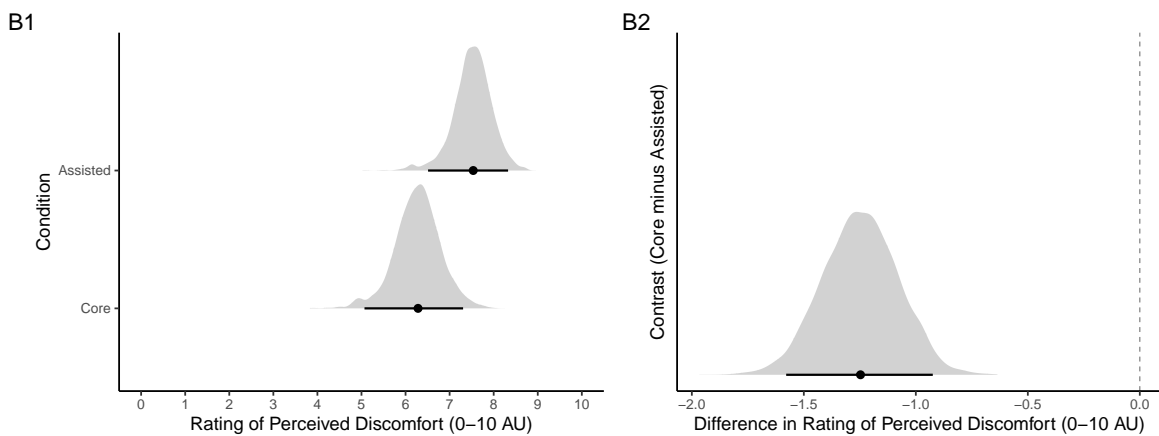 B1
Condition
Assisted
Core
0 1 2 3 4 5 6 7 8 9 10
Rating of Perceived Discomfort (0–10 AU)
B2
Contrast (Core minus Assisted)
−2.0 −1.5 −1.0 −0.5 0.0
Difference in Rating of Perceived Discomfort (0–10 AU)